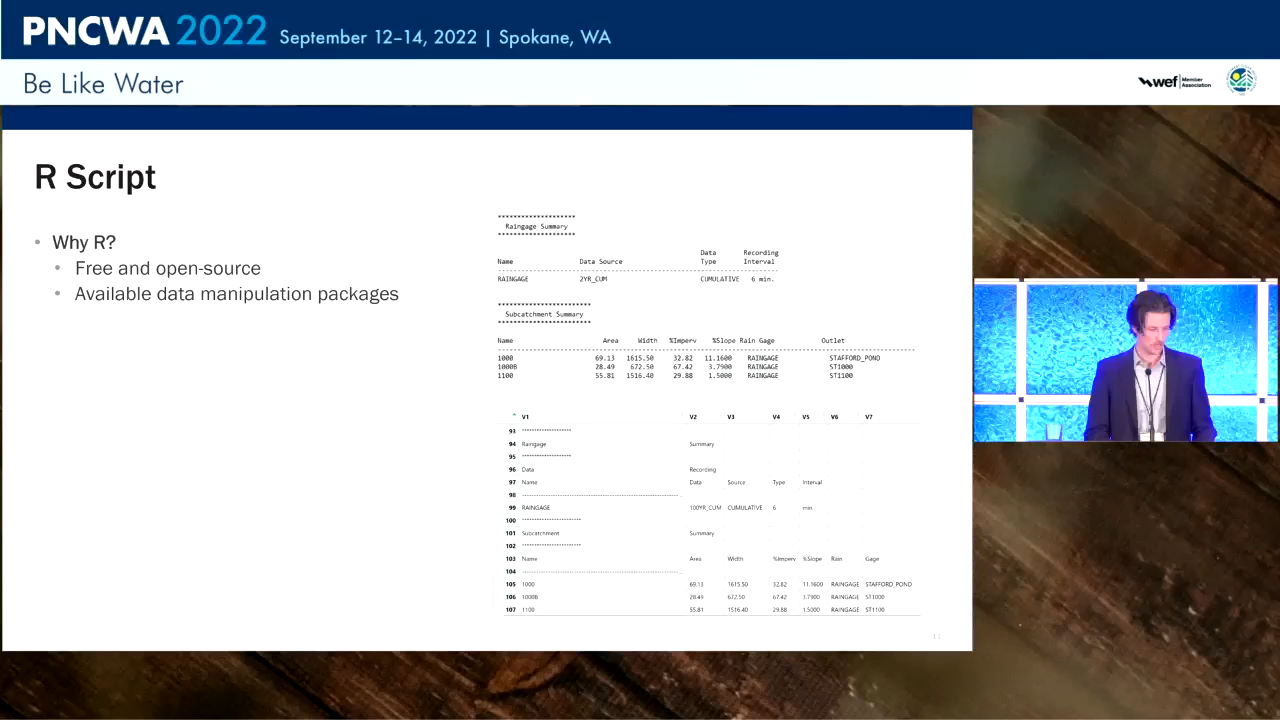 PNCWA 2022 September 12–14, 2022 | Spokane, WA
Be Like Water
wef Member Association
R Script
• Why R?
• Free and open-source
• Available data manipulation packages
********************
Raingage Summary
********************
Data Recording
Name Data Source Type Interval
RAINGAGE 2YR_CUM CUMULATIVE 6 min.
************************
Subcatchment Summary
************************
Name Area Width %Imperv %Slope Rain Gage Outlet
1000 69.13 1615.50 32.82 11.1600 RAINGAGE STAFFORD_POND
1000B 28.49 672.50 67.42 3.7900 RAINGAGE ST1000
1100 55.81 1516.40 29.88 1.5000 RAINGAGE ST1100
V1 V2 V3 V4 V5 V6 V7
93 ********************
94 Raingage Summary
95 ********************
96 Data Recording
97 Name Data Source Type Interval
98
99 RAINGAGE 100YR_CUM CUMULATIVE 6 min.
100 ************************
101 Subcatchment Summary
102 ************************
103 Name Area Width %Imperv %Slope Rain Gage
104
105 1000 69.13 1615.50 32.82 11.1600 RAINGAGE STAFFORD_POND
106 1000B 28.49 672.50 67.42 3.7900 RAINGAGE ST1000
107 1100 55.81 1516.40 29.88 1.5000 RAINGAGE ST1100
11